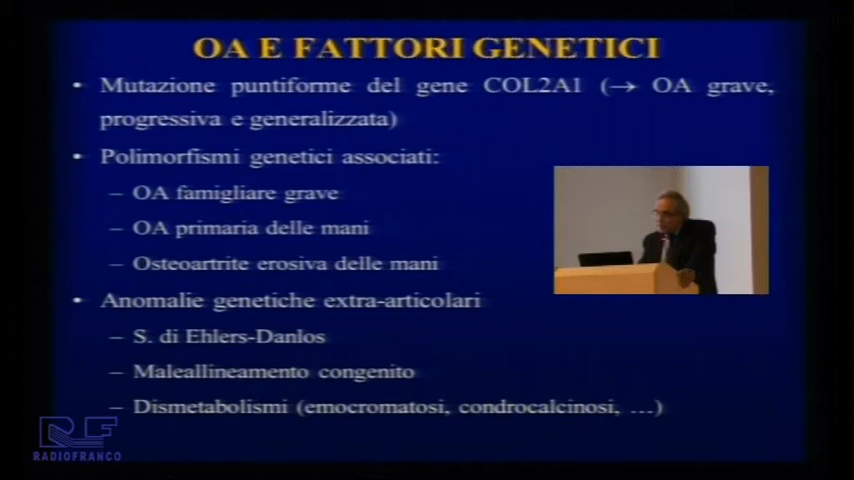 OA E FATTORI GENETICI
• Mutazione puntiforme del gene COL2A1 (→ OA grave,
progressiva e generalizzata)
• Polimorfismi genetici associati:
– OA famigliare grave
– OA primaria delle mani
– Osteoartrite erosiva delle mani
• Anomalie genetiche extra-articolari
– S. di Ehlers-Danlos
– Maleallineamento congenito
– Dismetabolismi (emocromatosi, condrocalcinosi, …)
RF
RADIOFRANCO